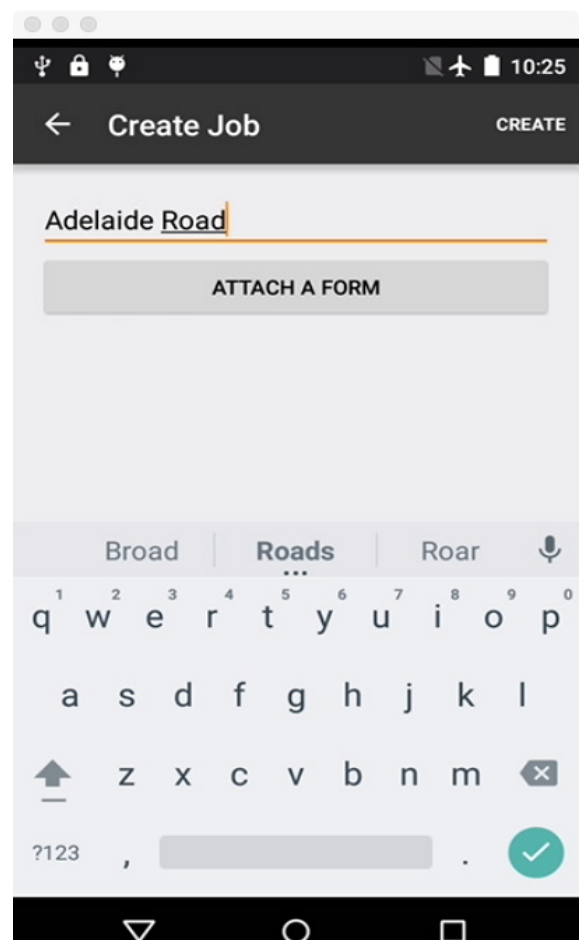 10:25
Create Job CREATE
Adelaide Road
ATTACH A FORM
Broad Roads Roar
1 2 3 4 5 6 7 8 9 0
q w e r t y u i o p
a s d f g h j k l
z x c v b n m
?123 , .